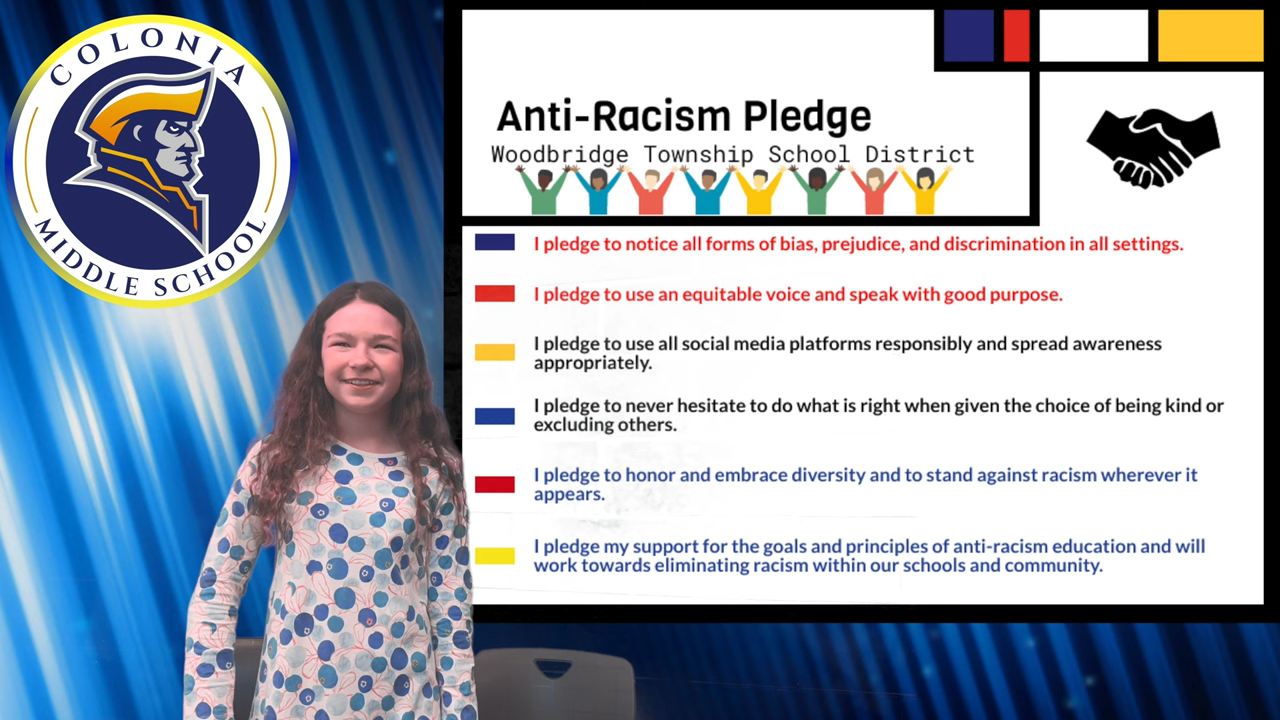 COLONIA
MIDDLE SCHOOL
Anti-Racism Pledge
Woodbridge Township School District
I pledge to notice all forms of bias, prejudice, and discrimination in all settings.
I pledge to use an equitable voice and speak with good purpose.
I pledge to use all social media platforms responsibly and spread awareness
appropriately.
I pledge to never hesitate to do what is right when given the choice of being kind or
excluding others.
I pledge to honor and embrace diversity and to stand against racism wherever it
appears.
I pledge my support for the goals and principles of anti-racism education and will
work towards eliminating racism within our schools and community.